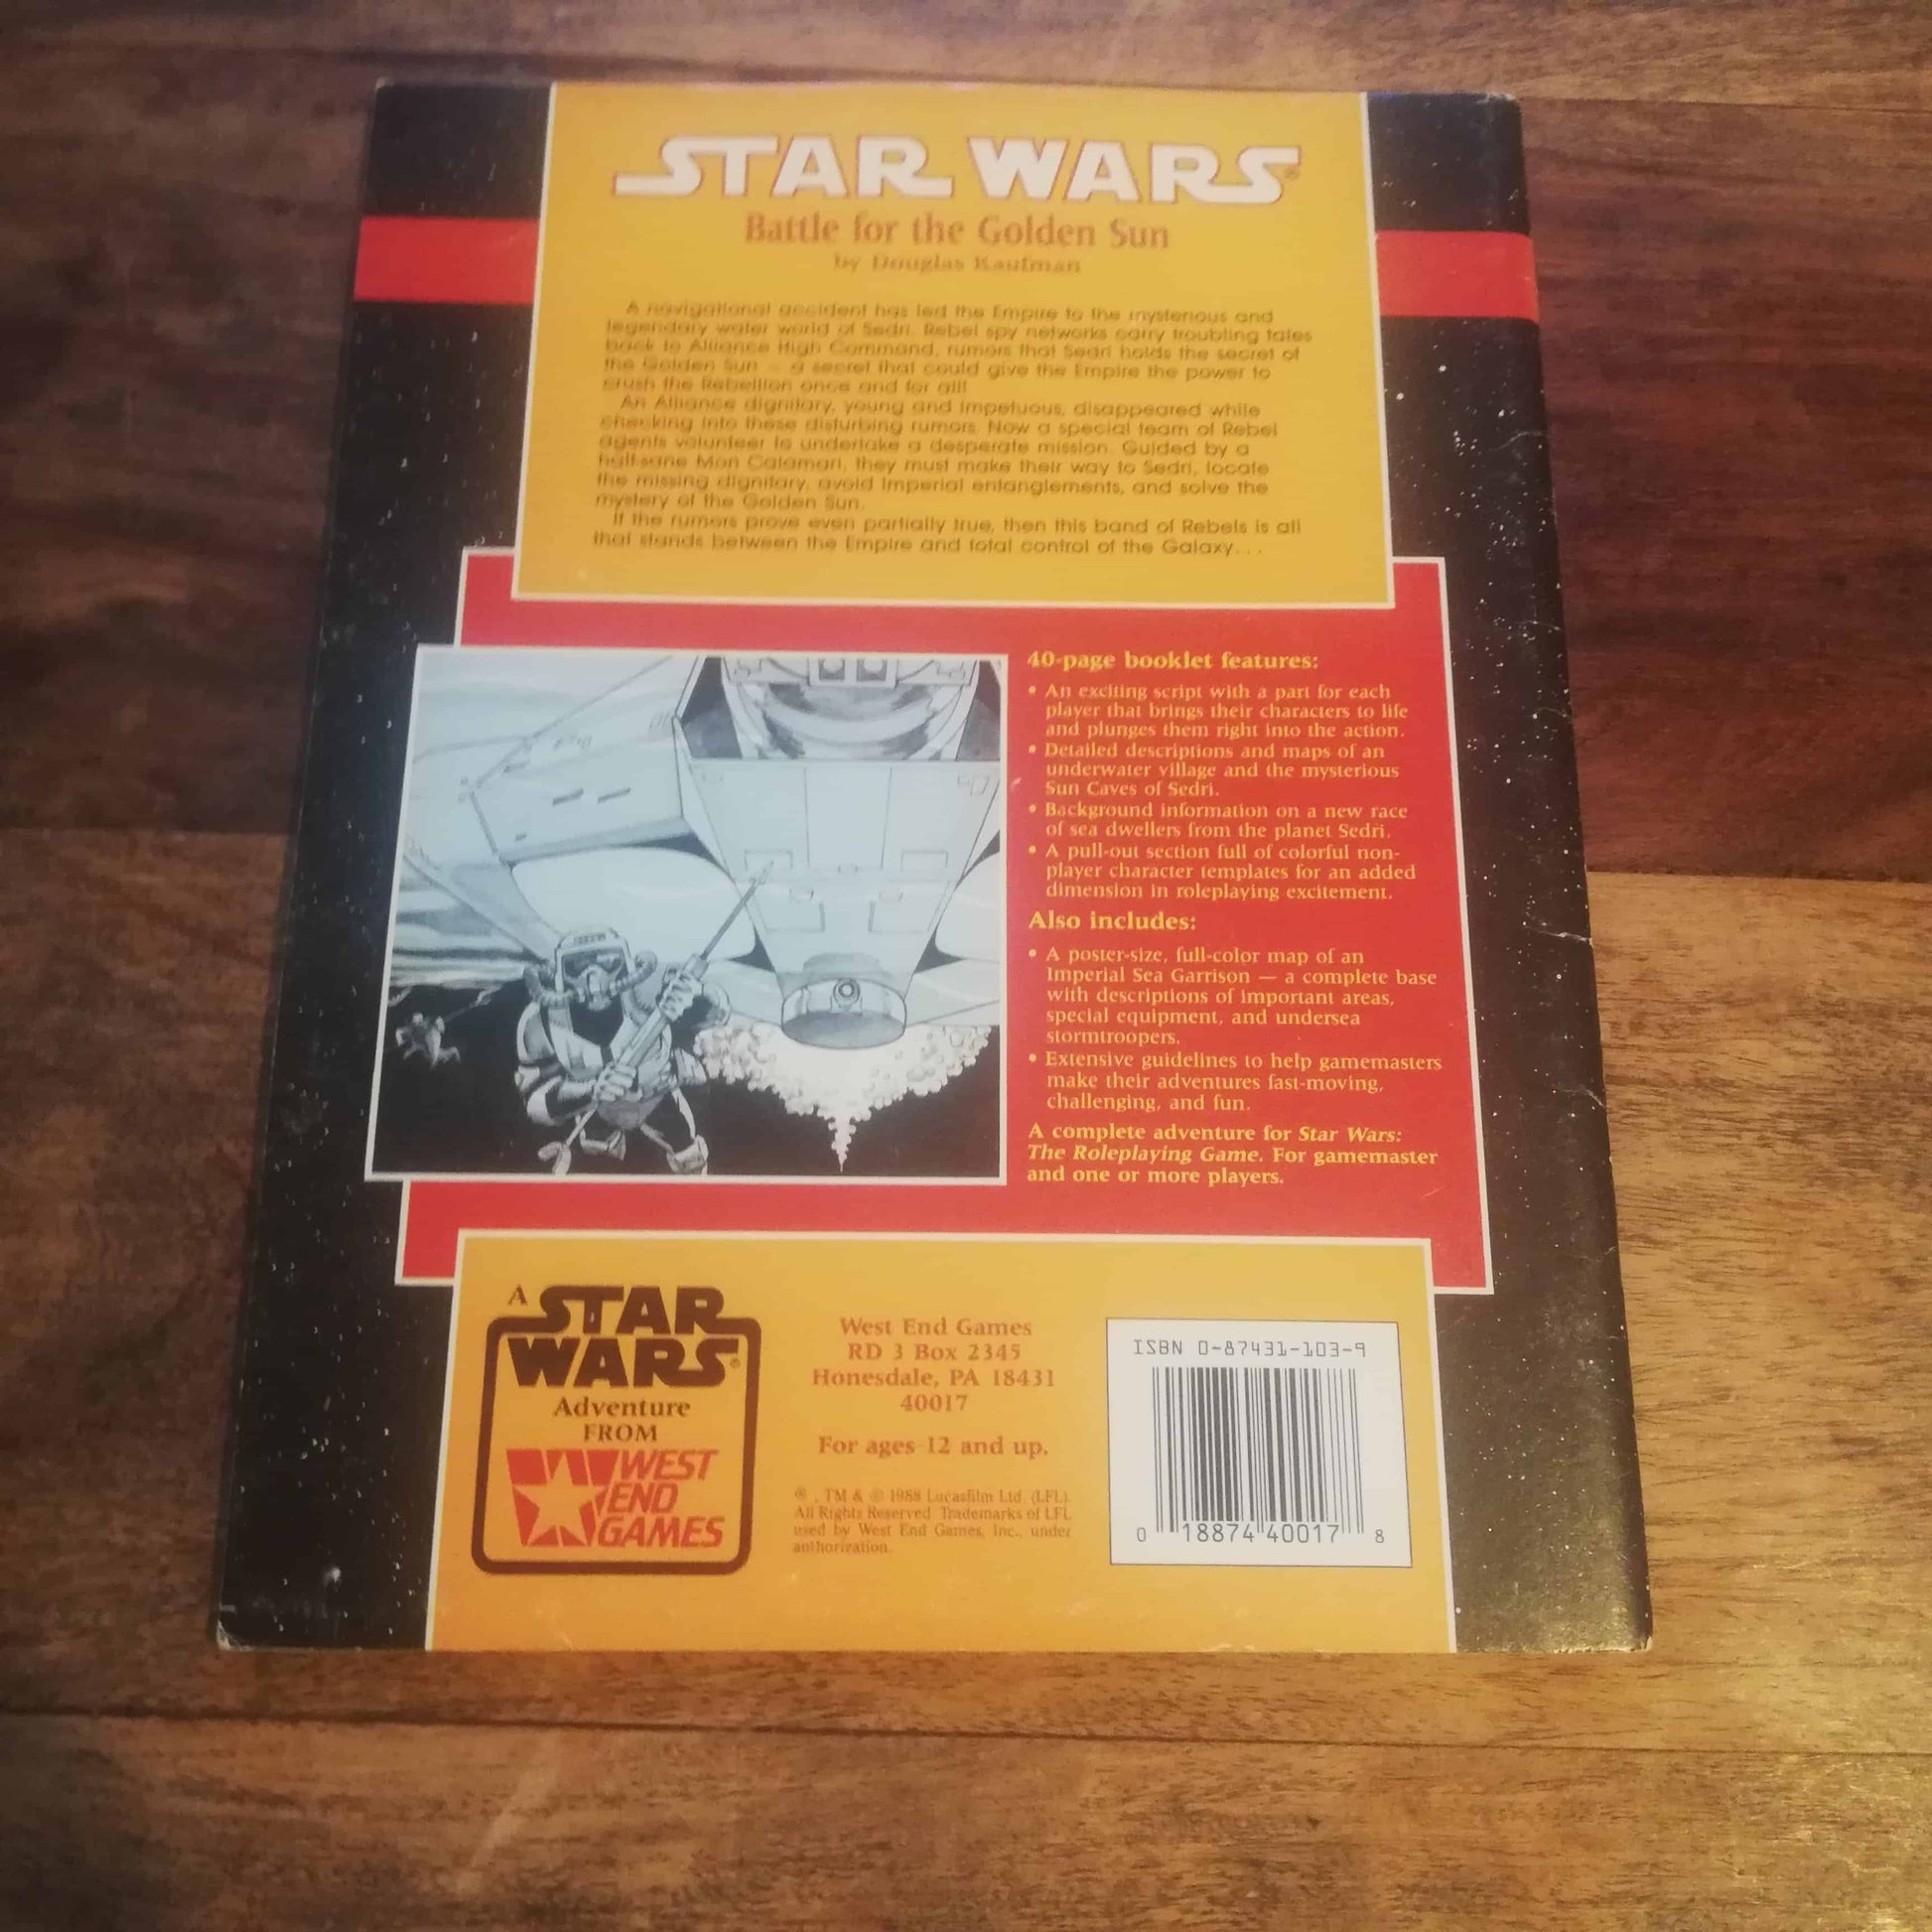 STAR WARS®
Battle for the Golden Sun
by Douglas Kaufman
A navigational accident has led the Empire to the mysterious and
legendary water world of Sedri. Rebel spy networks carry troubling tales
back to Alliance High Command, rumors that Sedri holds the secret of
the Golden Sun — a secret that could give the Empire the power to
crush the Rebellion once and for all!
An Alliance dignitary, young and impetuous, disappeared while
checking into these disturbing rumors. Now a special team of Rebel
agents volunteer to undertake a desperate mission. Guided by a
half-sane Mon Calamari, they must make their way to Sedri, locate
the missing dignitary, avoid Imperial entanglements, and solve the
mystery of the Golden Sun.
If the rumors prove even partially true, then this band of Rebels is all
that stands between the Empire and total control of the Galaxy...
40-page booklet features:
• An exciting script with a part for each
player that brings their characters to life
and plunges them right into the action.
• Detailed descriptions and maps of an
underwater village and the mysterious
Sun Caves of Sedri.
• Background information on a new race
of sea dwellers from the planet Sedri.
• A pull-out section full of colorful non-
player character templates for an added
dimension in roleplaying excitement.
Also includes:
• A poster-size, full-color map of an
Imperial Sea Garrison — a complete base
with descriptions of important areas,
special equipment, and undersea
stormtroopers.
• Extensive guidelines to help gamemasters
make their adventures fast-moving,
challenging, and fun.
A complete adventure for Star Wars:
The Roleplaying Game. For gamemaster
and one or more players.
A STAR
WARS®
Adventure
FROM
WEST
END
GAMES
West End Games
RD 3 Box 2345
Honesdale, PA 18431
40017
For ages 12 and up.
® , TM & © 1988 Lucasfilm Ltd. (LFL).
All Rights Reserved. Trademarks of LFL
used by West End Games, Inc., under
authorization.
ISBN 0-87431-103-9
0 18874 40017 8